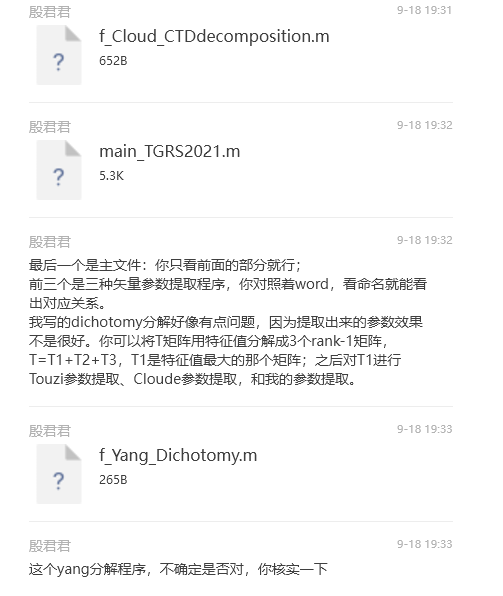 殷君君 9-18 19:31
f_Cloud_CTDdecomposition.m
652B
殷君君 9-18 19:32
main_TGRS2021.m
5.3K
殷君君 9-18 19:32
最后一个是主文件：你只看前面的部分就行；
前三个是三种矢量参数提取程序，你对照着word，看命名就能看
出对应关系。
我写的dichotomy分解好像有点问题，因为提取出来的参数效果
不是很好。你可以将T矩阵用特征值分解成3个rank-1矩阵，
T=T1+T2+T3，T1是特征值最大的那个矩阵；之后对T1进行
Touzi参数提取、Cloude参数提取，和我的参数提取。
殷君君 9-18 19:33
f_Yang_Dichotomy.m
265B
殷君君 9-18 19:33
这个yang分解程序，不确定是否对，你核实一下